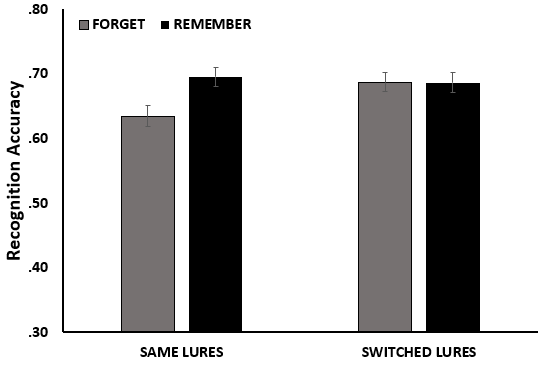 .80
FORGET REMEMBER
.70
.60
.50
.40
.30
Recognition Accuracy
SAME LURES SWITCHED LURES